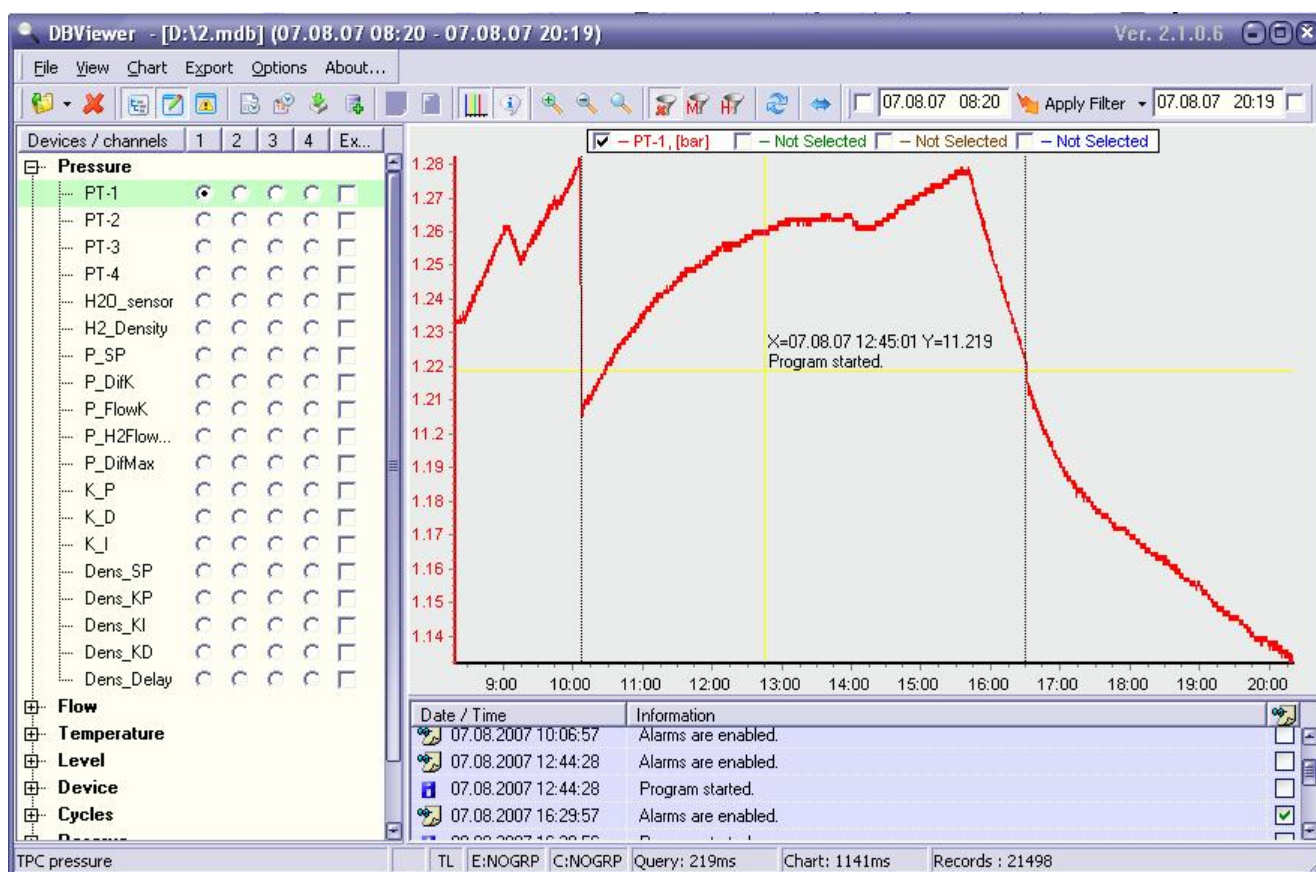 DBViewer - [D:\2.mdb] (07.08.07 08:20 - 07.08.07 20:19)
Ver. 2.1.0.6
File View Chart Export Options About...
07.08.07 08:20 Apply Filter 07.08.07 20:19
Devices / channels 1 2 3 4 Ex...
Pressure
PT-1
PT-2
PT-3
PT-4
H2O_sensor
H2_Density
P_SP
P_DifK
P_FlowK
P_H2Flow...
P_DifMax
K_P
K_D
K_I
Dens_SP
Dens_KP
Dens_KI
Dens_KD
Dens_Delay
Flow
Temperature
Level
Device
Cycles
PT-1, [bar] Not Selected Not Selected Not Selected
1.28
1.27
1.26
1.25
1.24
1.23
1.22
1.21
11.2
1.19
1.18
1.17
1.16
1.15
1.14
X=07.08.07 12:45:01 Y=11.219
Program started.
9:00 10:00 11:00 12:00 13:00 14:00 15:00 16:00 17:00 18:00 19:00 20:00
Date / Time Information
07.08.2007 10:06:57 Alarms are enabled.
07.08.2007 12:44:28 Alarms are enabled.
07.08.2007 12:44:28 Program started.
07.08.2007 16:29:57 Alarms are enabled.
TPC pressure TL E:NOGRP C:NOGRP Query: 219ms Chart: 1141ms Records : 21498